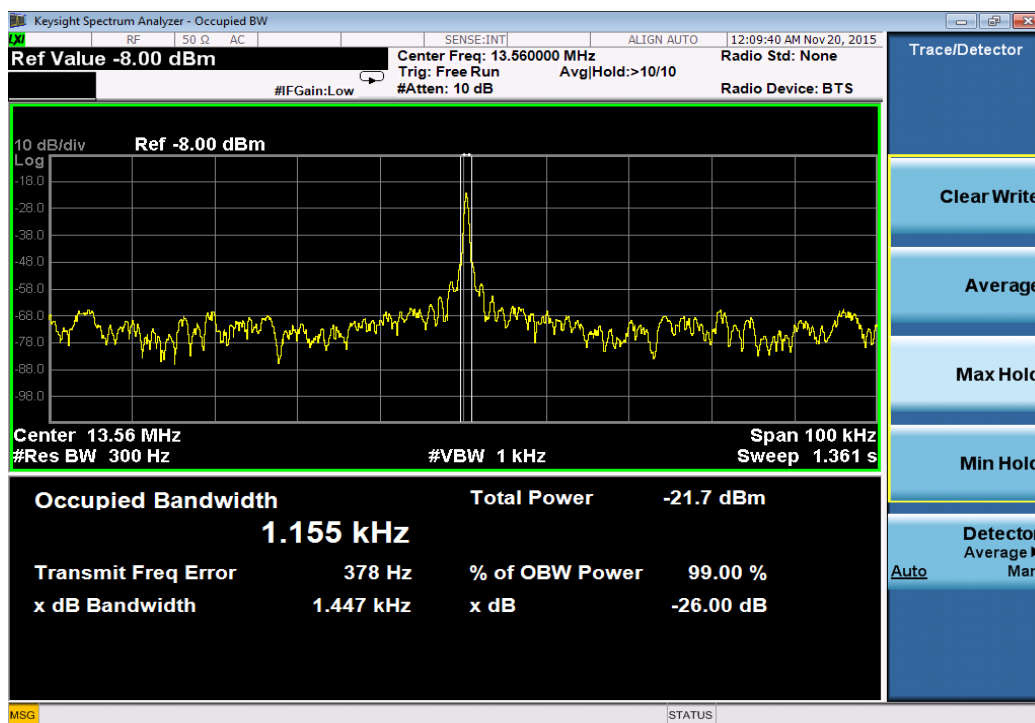 Keysight Spectrum Analyzer - Occupied BW
LXI RF 50 Ω AC SENSE:INT ALIGN AUTO 12:09:40 AM Nov 20, 2015
Ref Value -8.00 dBm
Center Freq: 13.560000 MHz Radio Std: None
Trig: Free Run Avg|Hold:>10/10
#IFGain:Low #Atten: 10 dB Radio Device: BTS
Trace/Detector
10 dB/div Ref -8.00 dBm
Log
-18.0
-28.0
-38.0
-48.0
-58.0
-68.0
-78.0
-88.0
-98.0
Center 13.56 MHz Span 100 kHz
#Res BW 300 Hz #VBW 1 kHz Sweep 1.361 s
Occupied Bandwidth Total Power -21.7 dBm
1.155 kHz
Transmit Freq Error 378 Hz % of OBW Power 99.00 %
x dB Bandwidth 1.447 kHz x dB -26.00 dB
Clear Write
Average
Max Hold
Min Hold
Detector
Average
Auto Man
MSG STATUS